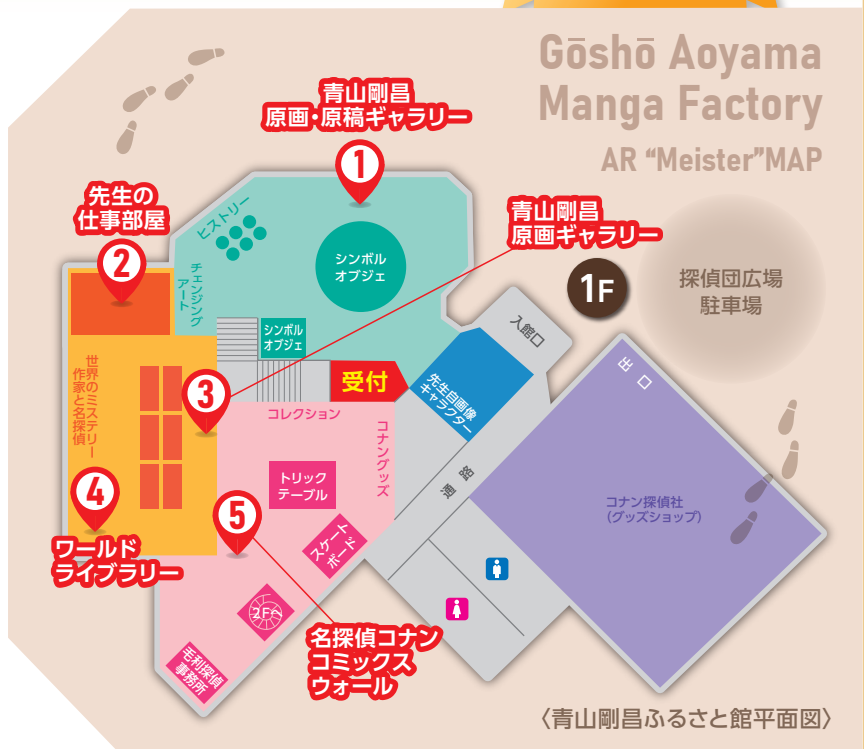 Gōshō Aoyama
Manga Factory
AR “Meister”MAP
青山剛昌
原画・原稿ギャラリー
1
先生の
仕事部屋
2
青山剛昌
原画ギャラリー
1F
探偵団広場
駐車場
ヒストリー
シンボル
オブジェ
チェンジング
アート
シンボル
オブジェ
入館口
受付
先生自画像
キャラクター
出口
世界のミステリー
作家と名探偵
3
コレクション
コナングッズ
トリック
テーブル
通路
コナン探偵社
(グッズショップ)
4
ワールド
ライブラリー
5
スケート
ボード
2Fへ
毛利探偵
事務所
名探偵コナン
コミックス
ウォール
〈青山剛昌ふるさと館平面図〉